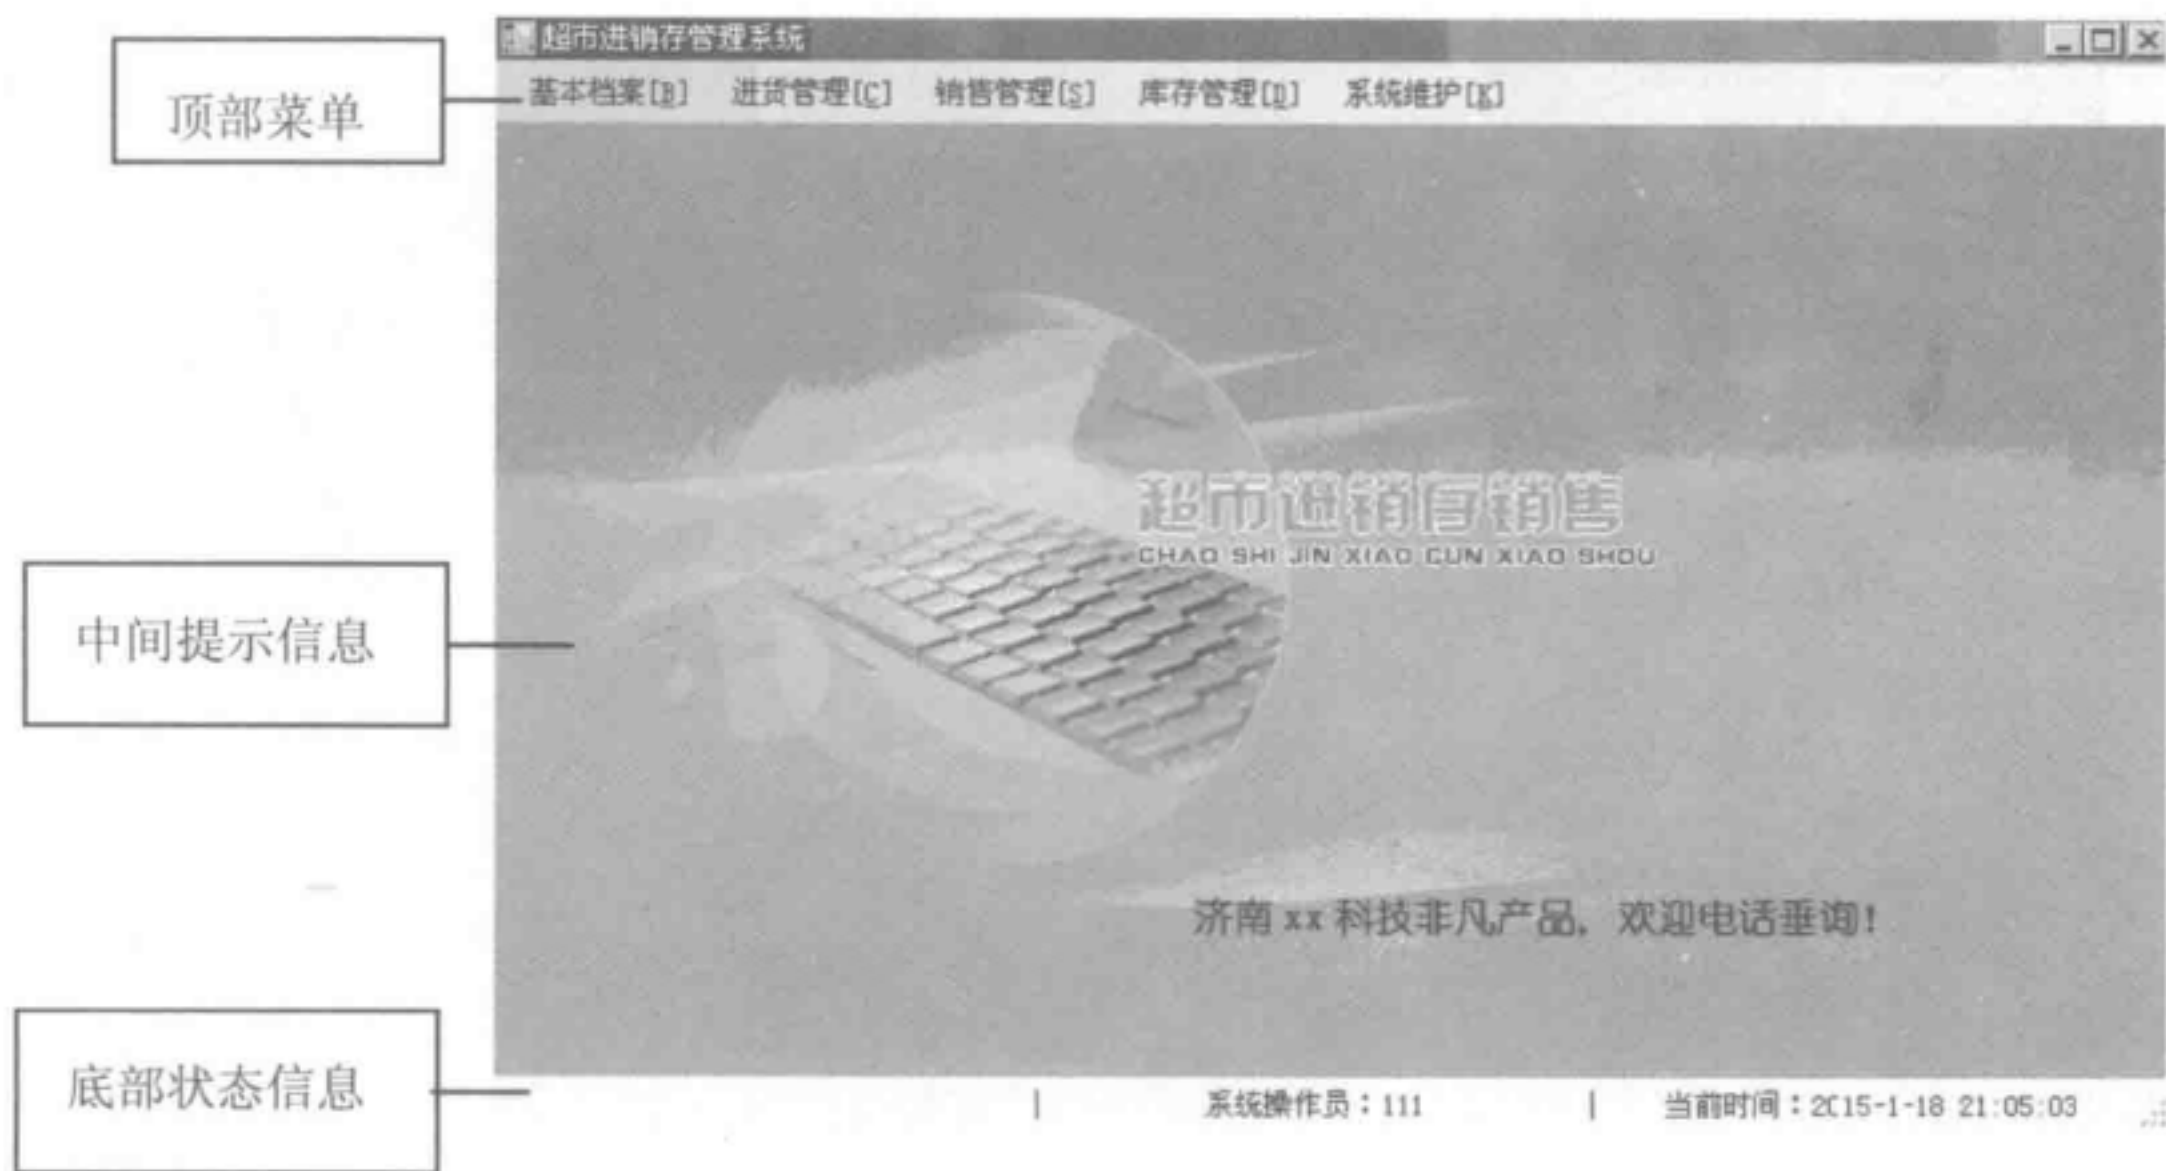 超市进销存管理系统
顶部菜单
基本档案[B] 进货管理[C] 销售管理[S] 库存管理[D] 系统维护[K]
超市进销存销售
CHAO SHI JIN XIAO CUN XIAO SHOU
中间提示信息
济南 xx 科技非凡产品，欢迎电话垂询！
底部状态信息
系统操作员：111 | 当前时间：2015-1-18 21:05:03